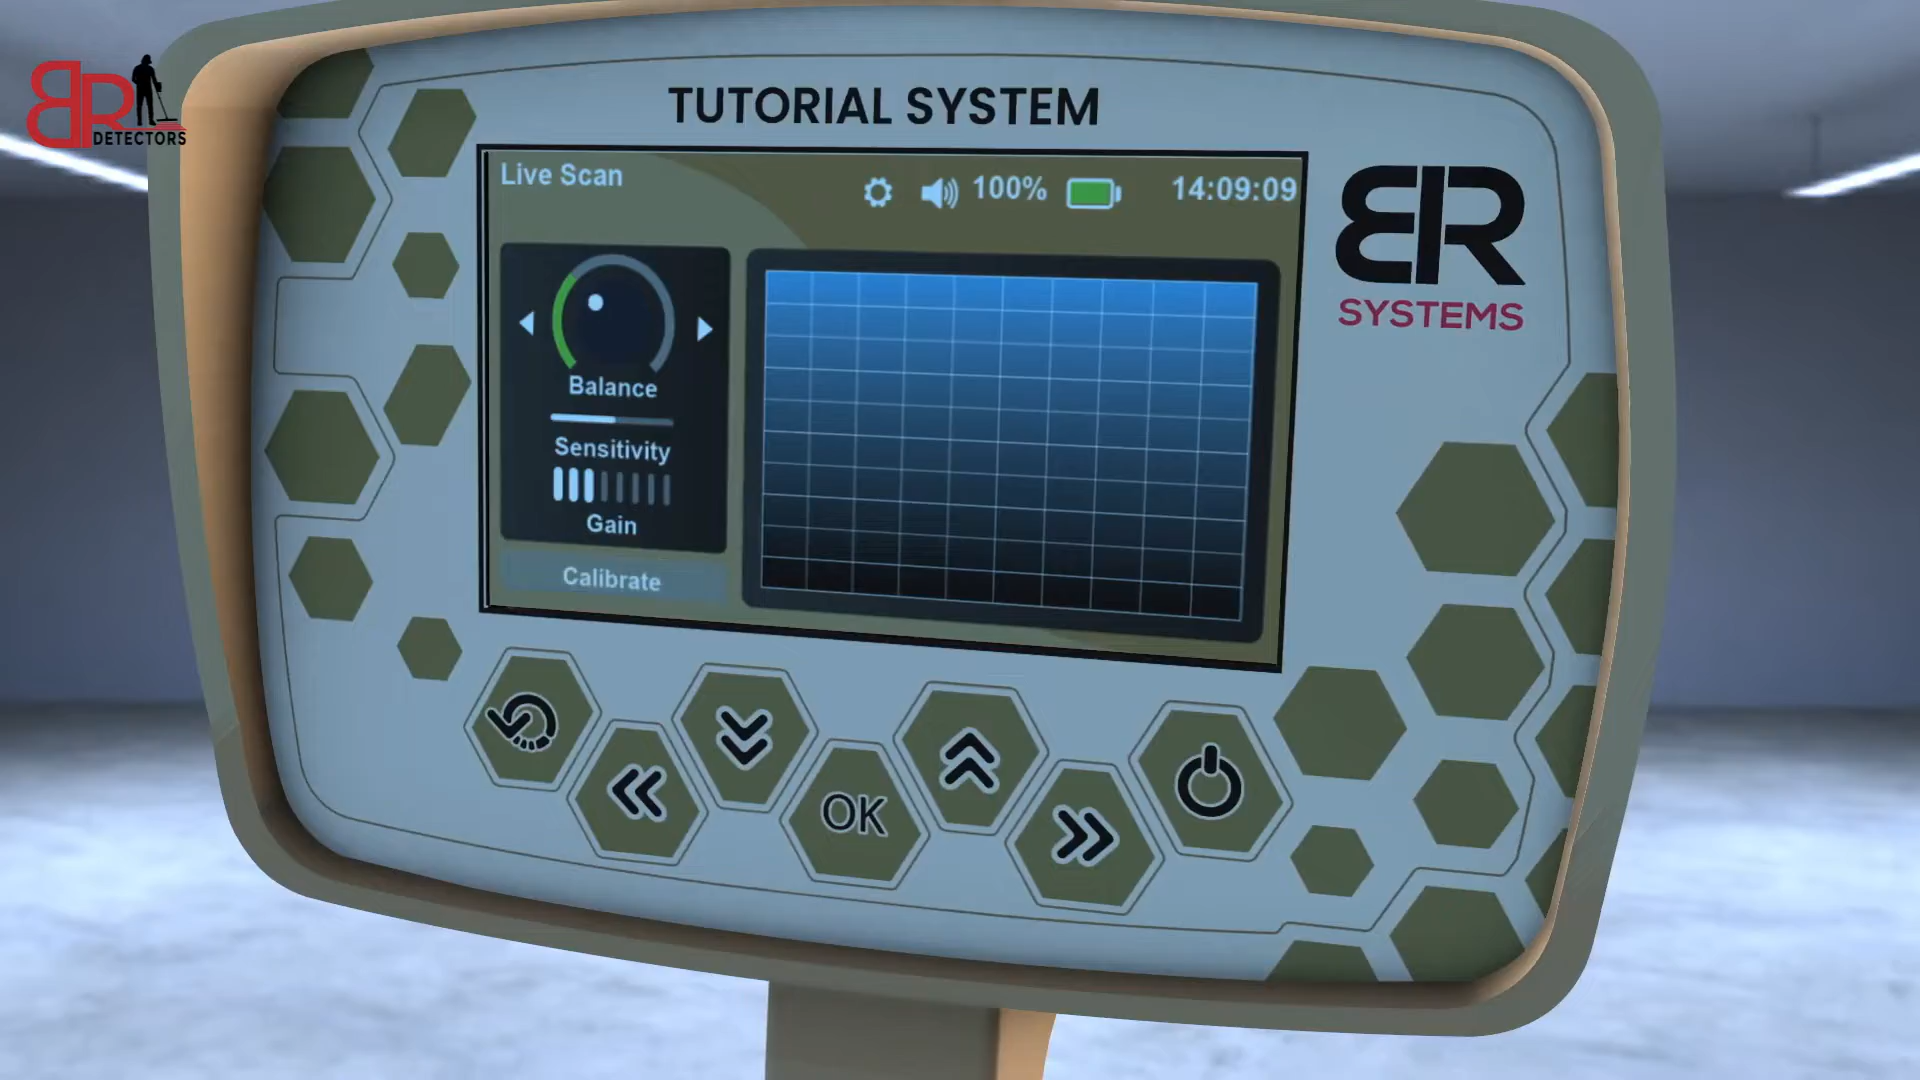 BR
DETECTORS
TUTORIAL SYSTEM
Live Scan
100%
14:09:09
BR
SYSTEMS
Balance
Sensitivity
Gain
Calibrate
OK